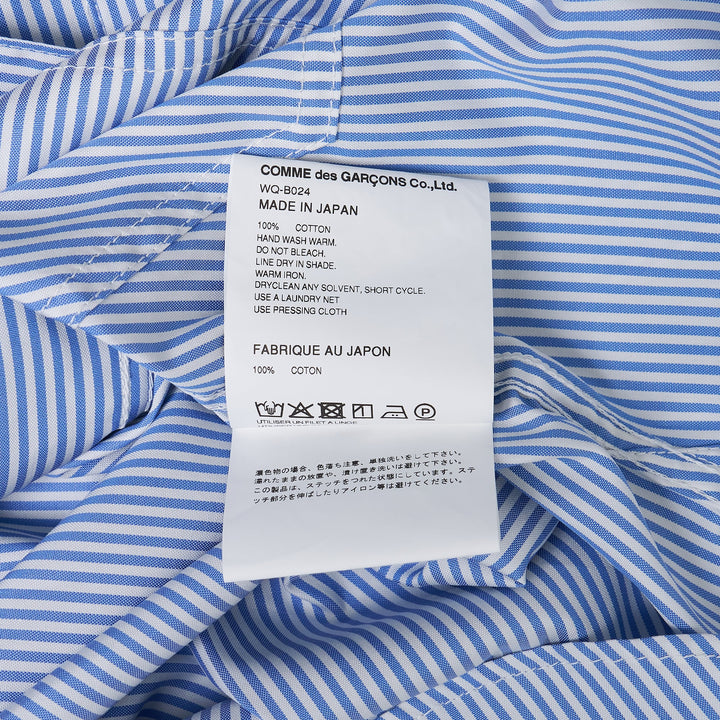 COMME des GARÇONS Co.,Ltd.
WQ-B024
MADE IN JAPAN
100% COTTON
HAND WASH WARM.
DO NOT BLEACH.
LINE DRY IN SHADE.
WARM IRON.
DRYCLEAN ANY SOLVENT, SHORT CYCLE.
USE A LAUNDRY NET
USE PRESSING CLOTH
FABRIQUE AU JAPON
100% COTON
UTILISER UN FILET A LINGE
濃色物の場合、色落ち注意、単独洗いをして下さい。
濡れたままの放置や、漬け置き洗いは避けて下さい。
この製品は、ステッチをつれた状態にしています。ステ
ッチ部分を伸ばしたりアイロン等は避けてください。